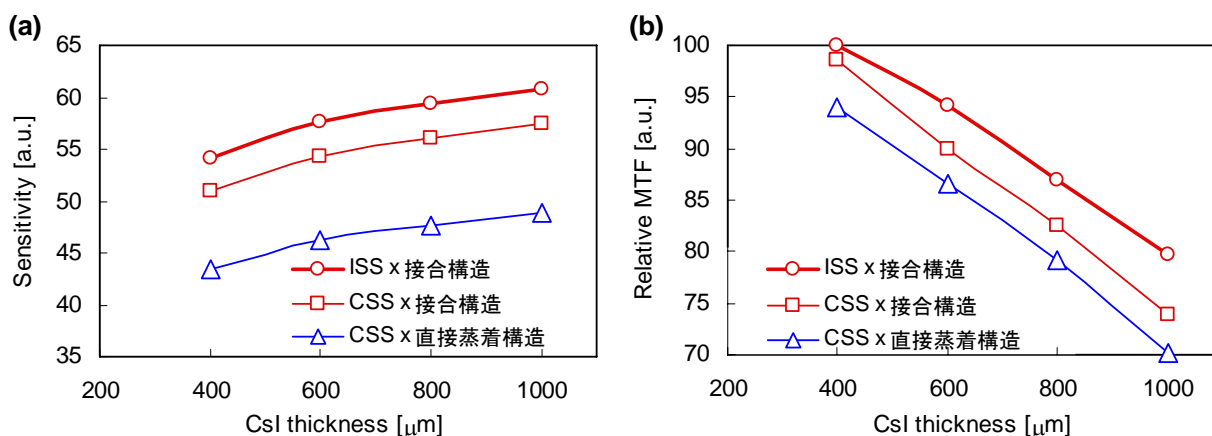 (a)
Sensitivity [a.u.]
65
60
55
50
45
40
35
200
400
600
800
1000
CsI thickness [μm]
ISS x 接合構造
CSS x 接合構造
CSS x 直接蒸着構造
(b)
Relative MTF [a.u.]
100
95
90
85
80
75
70
200
400
600
800
1000
CsI thickness [μm]
ISS x 接合構造
CSS x 接合構造
CSS x 直接蒸着構造